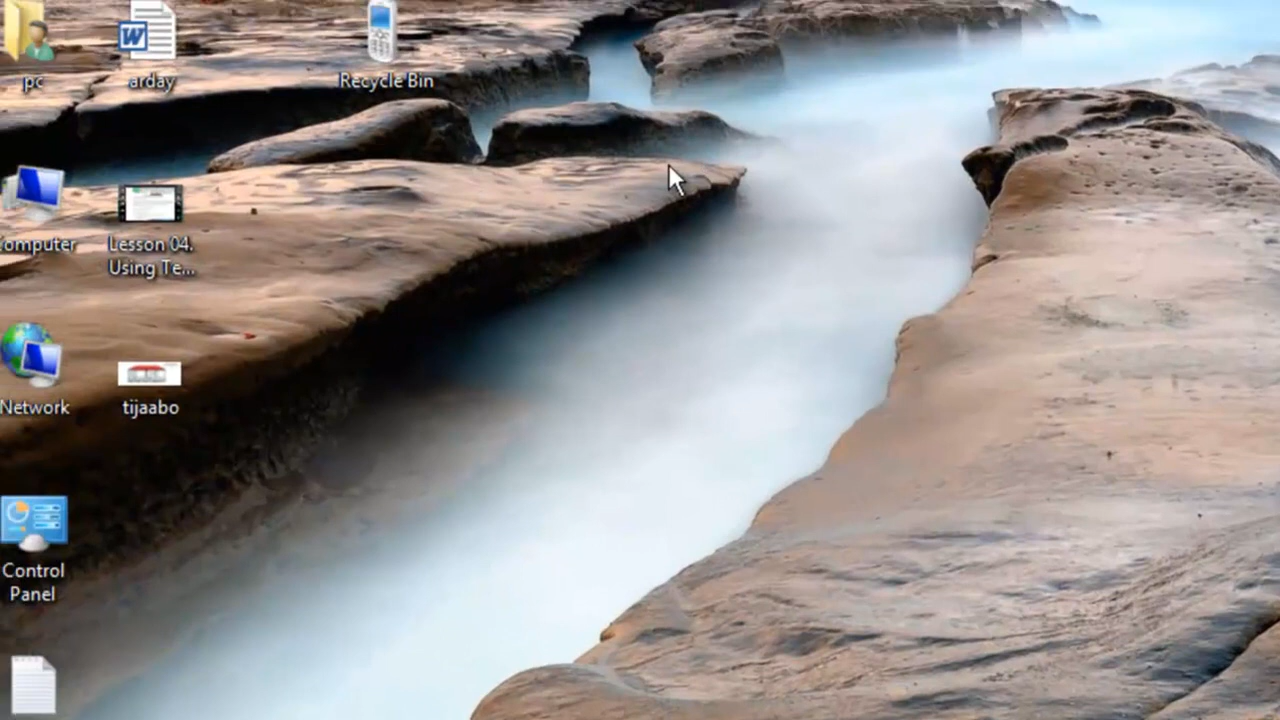 pc
arday
Recycle Bin
Computer
Lesson 04.
Using Te...
Network
tijaabo
Control
Panel